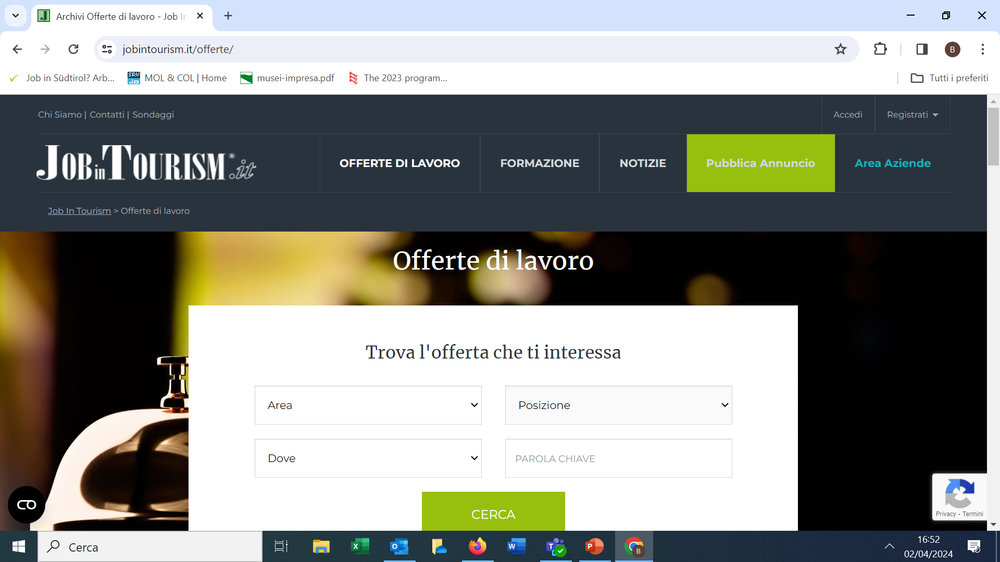 Archivi Offerte di lavoro - Job In
jobintourism.it/offerte/
B
Job in Südtirol? Arb...
MOL & COL | Home
musei-impresa.pdf
The 2023 program...
Tutti i preferiti
Chi Siamo | Contatti | Sondaggi
Accedi
Registrati
JOB in TOURISM®.it
OFFERTE DI LAVORO
FORMAZIONE
NOTIZIE
Pubblica Annuncio
Area Aziende
Job In Tourism > Offerte di lavoro
Offerte di lavoro
Trova l'offerta che ti interessa
Area
Posizione
Dove
PAROLA CHIAVE
CERCA
Privacy - Termini
Cerca
16:52
02/04/2024